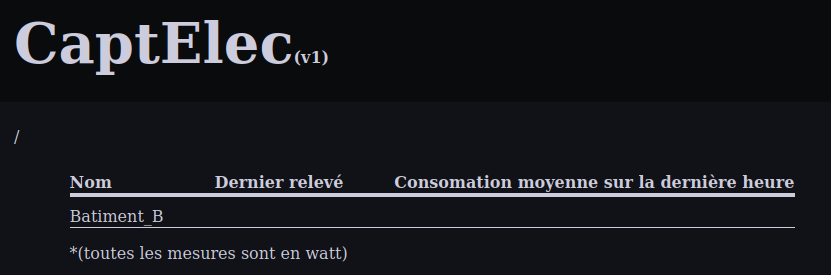 CaptElec(v1)
/
Nom Dernier relevé Consomation moyenne sur la dernière heure
Batiment_B
*(toutes les mesures sont en watt)